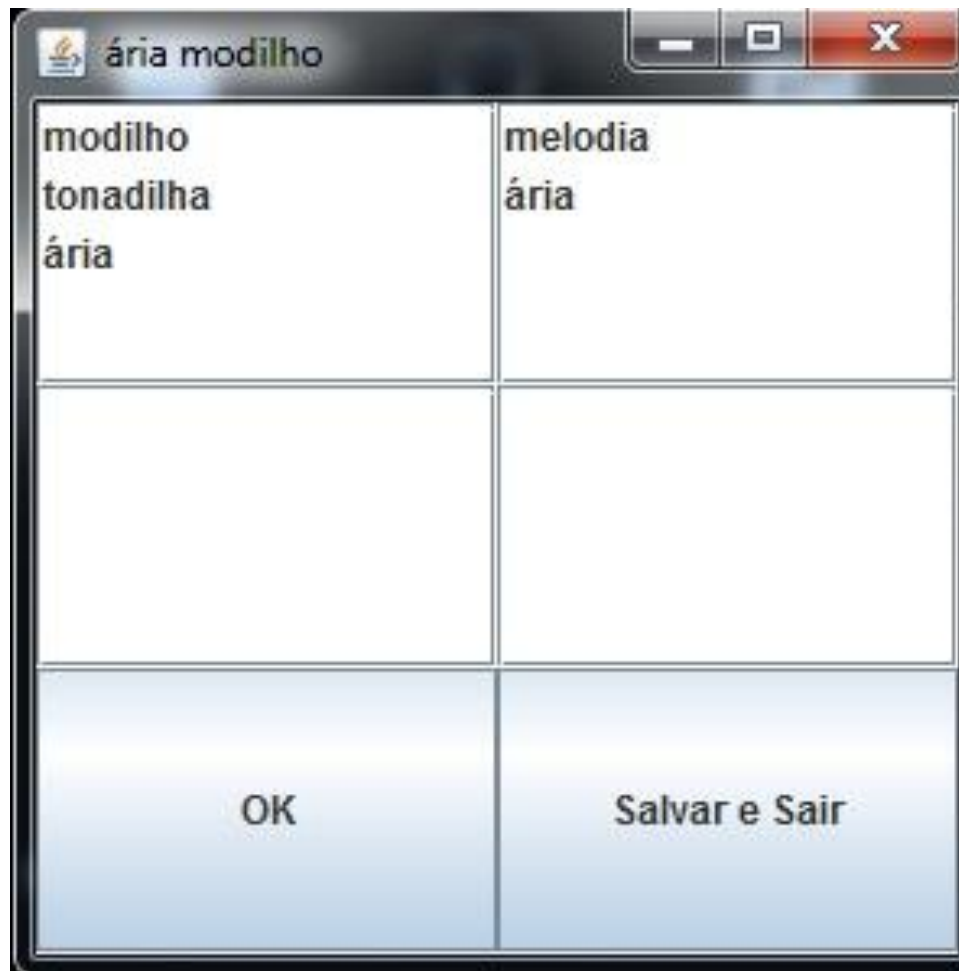 ária modilho
modilho
tonadilha
ária
melodia
ária
OK
Salvar e Sair